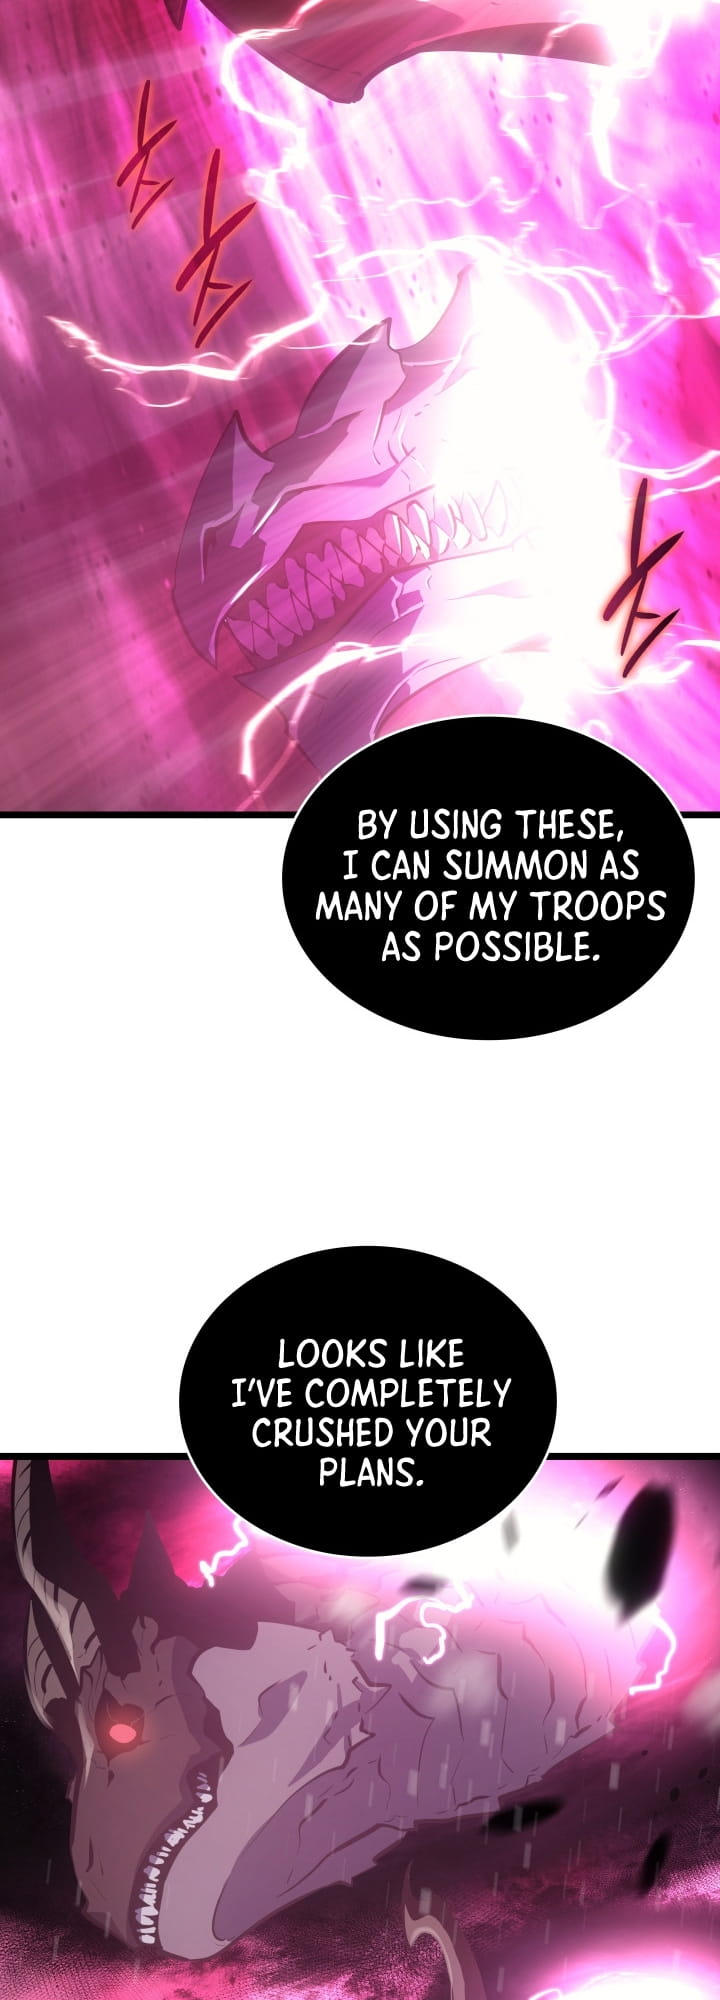 BY USING THESE,
I CAN SUMMON AS
MANY OF MY TROOPS
AS POSSIBLE.
LOOKS LIKE
I'VE COMPLETELY
CRUSHED YOUR
PLANS.